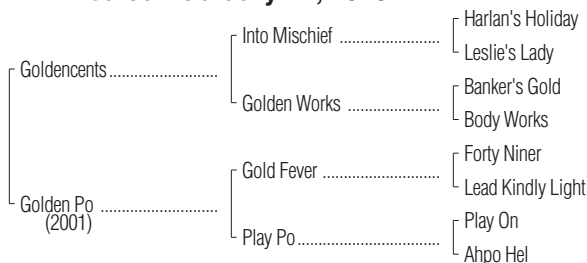 Harlan's Holiday
Into Mischief
Leslie's Lady
Goldencents
Banker's Gold
Golden Works
Body Works
Forty Niner
Gold Fever
Lead Kindly Light
Golden Po
(2001)
Play On
Play Po
Ahpo Hel